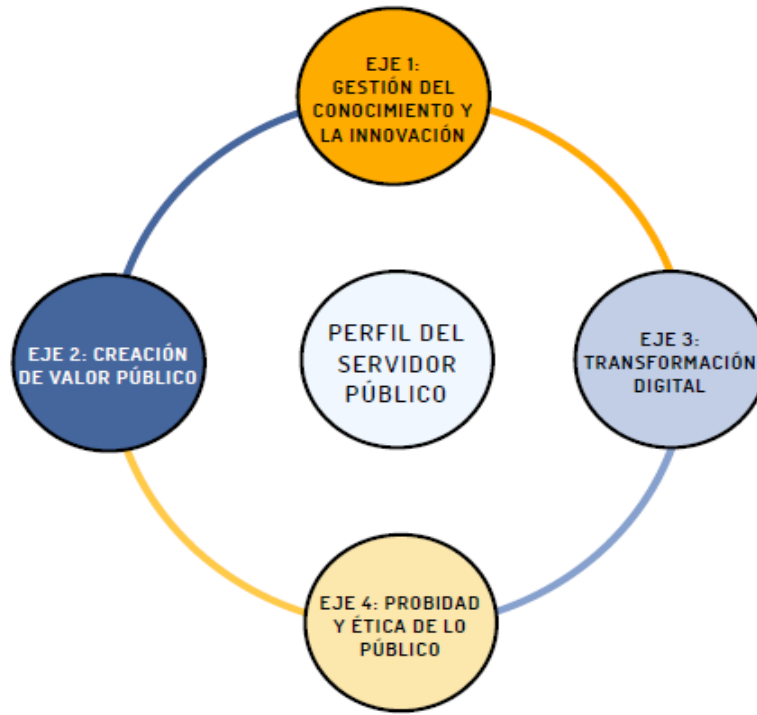 EJE 1:
GESTIÓN DEL
CONOCIMIENTO Y
LA INNOVACIÓN
EJE 2: CREACIÓN
DE VALOR PÚBLICO
PERFIL DEL
SERVIDOR
PÚBLICO
EJE 3:
TRANSFORMACIÓN
DIGITAL
EJE 4: PROBIDAD
Y ÉTICA DE LO
PÚBLICO